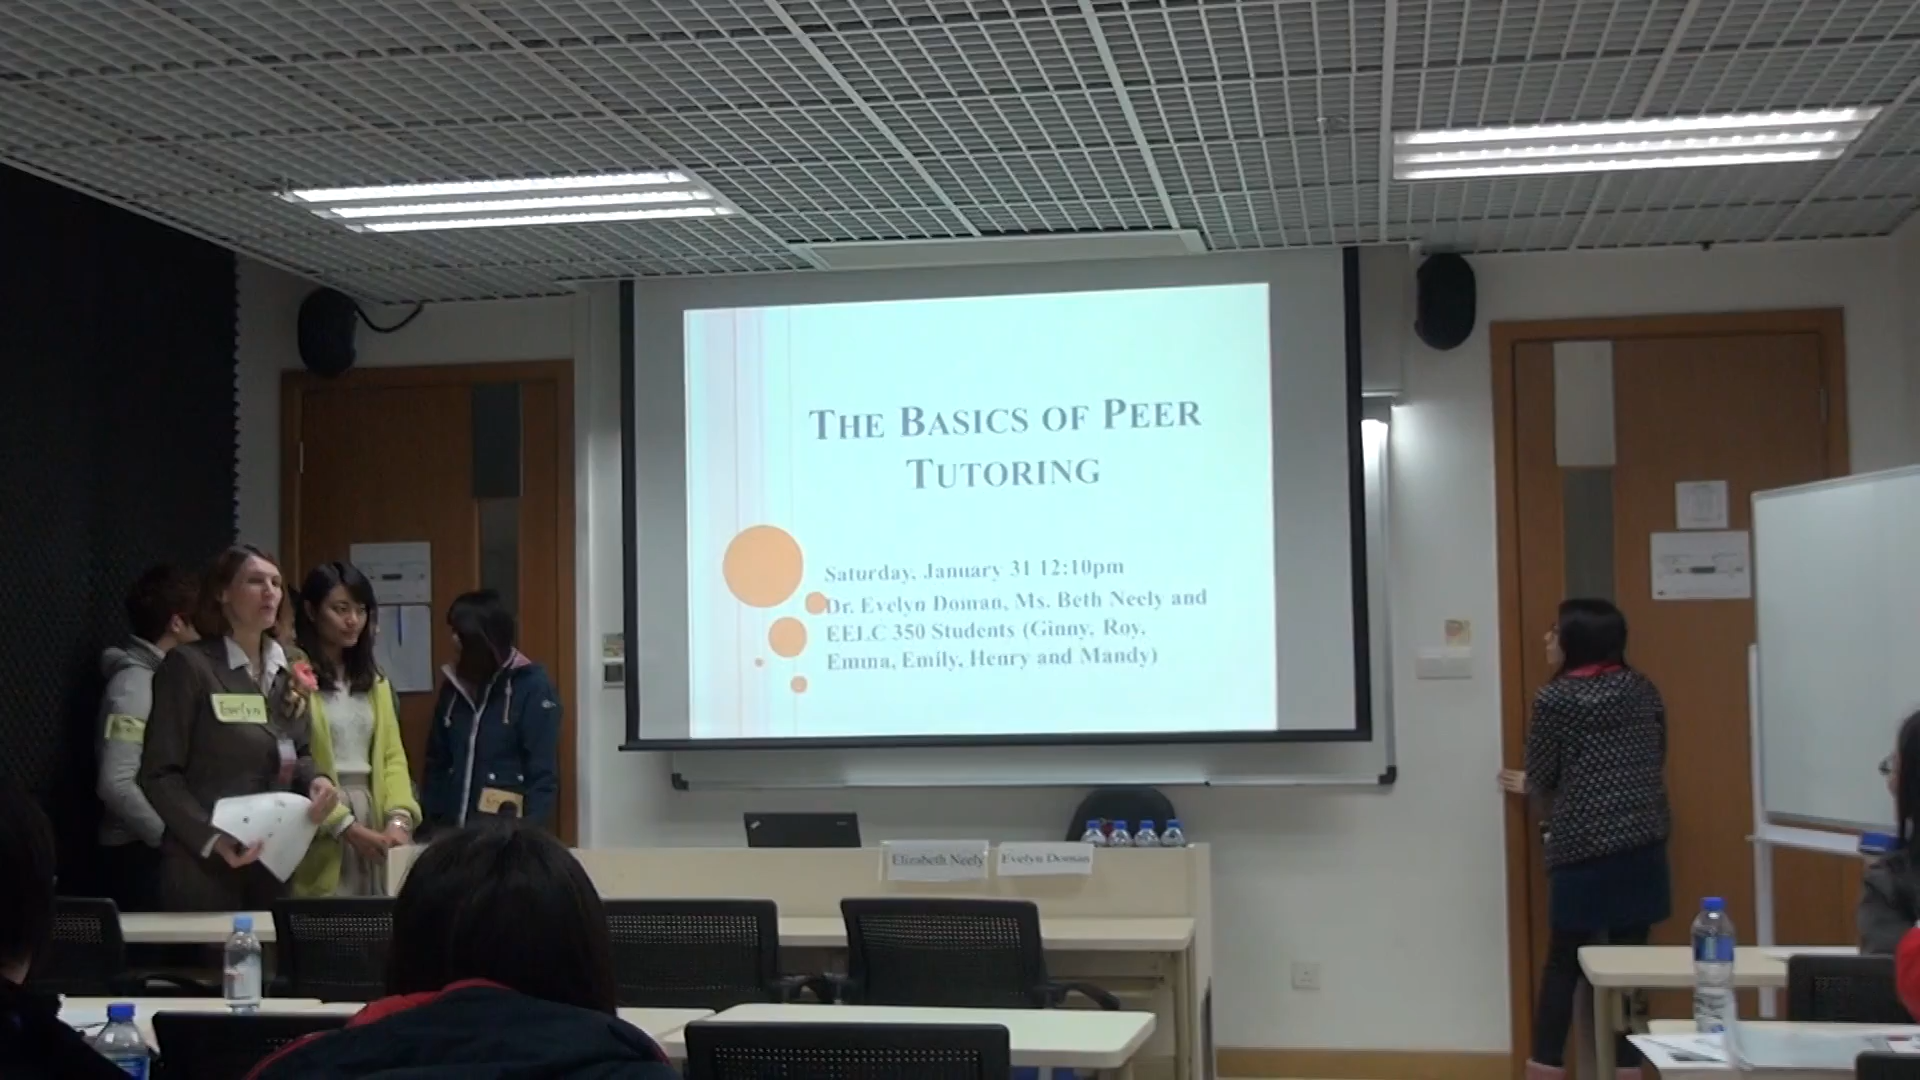 THE BASICS OF PEER
TUTORING
Saturday, January 31 12:10pm
Dr. Evelyn Doman, Ms. Beth Neely and
EELC 350 Students (Ginny, Roy,
Emma, Emily, Henry and Mandy)
Evelyn
Elizabeth Neely
Evelyn Doman